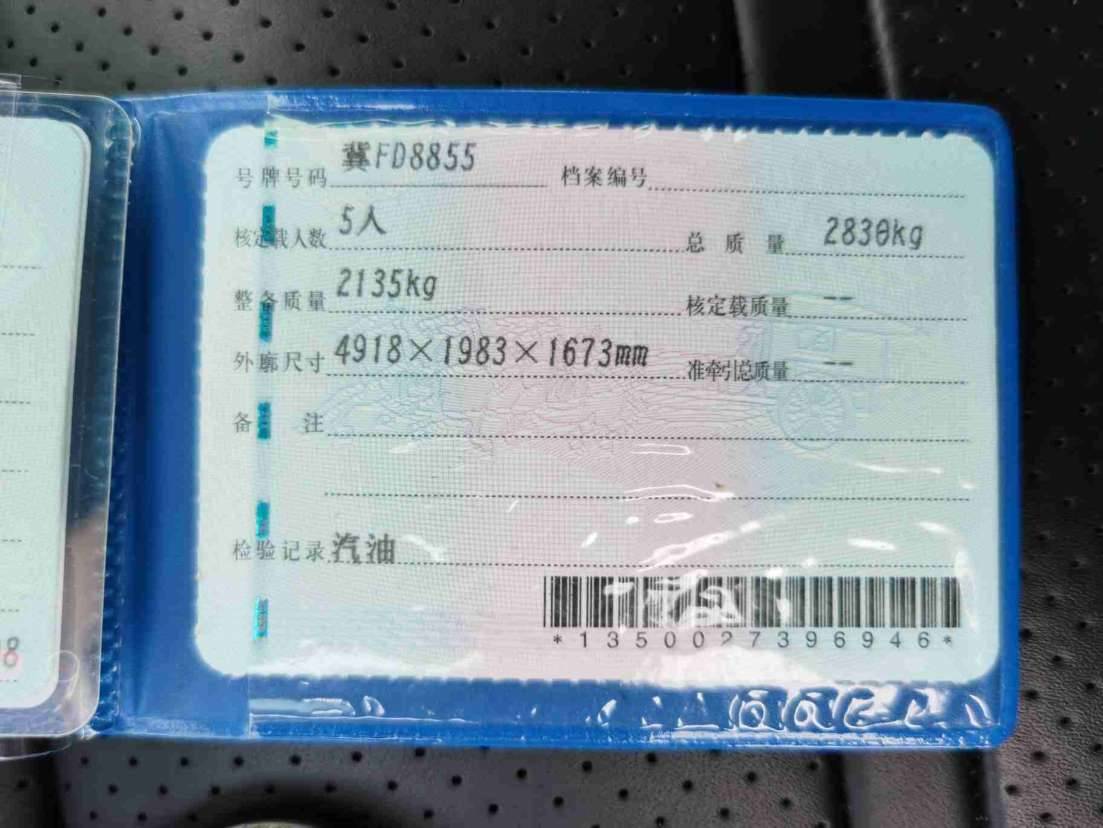 号牌号码 冀FD8855 档案编号
核定载人数 5人 总质量 2830kg
整备质量 2135kg 核定载质量 --
外廓尺寸 4918×1983×1673mm 准牵引总质量 --
备注
检验记录 汽油
*1350027396946*
8